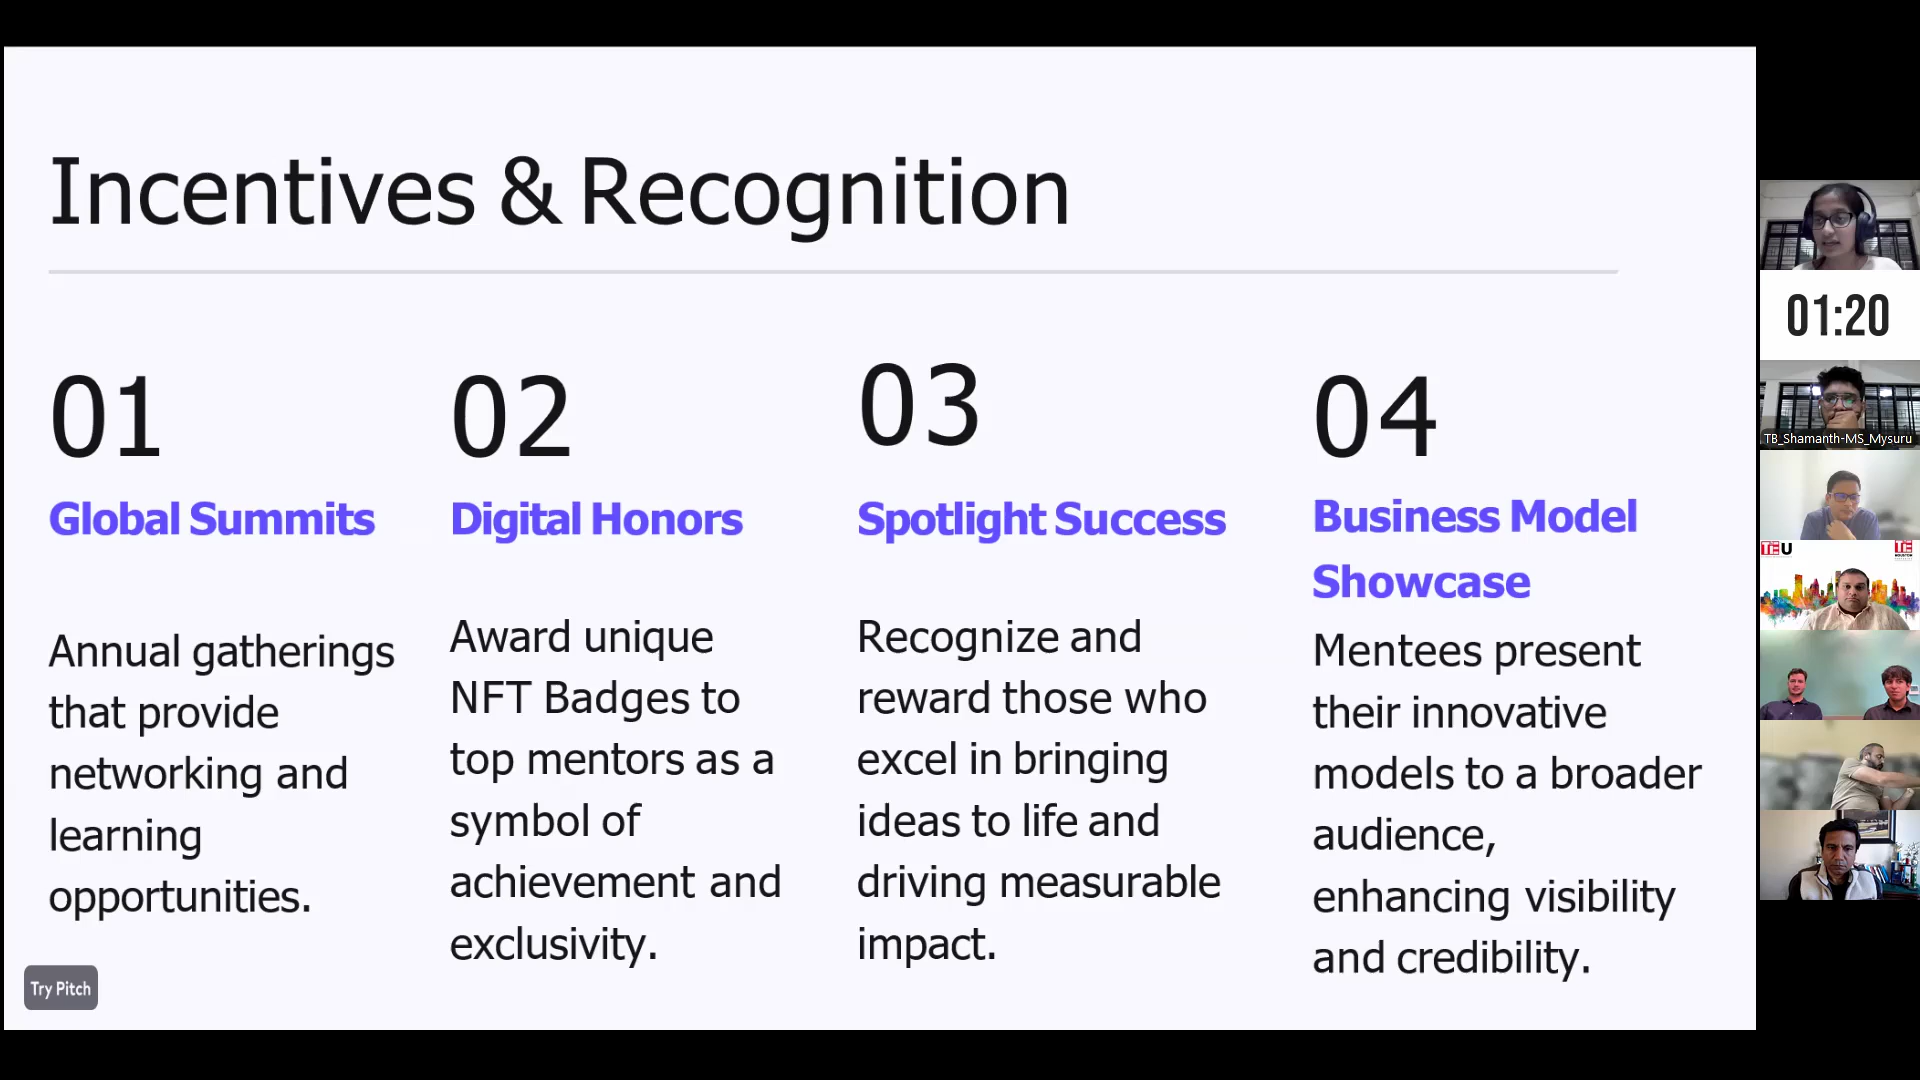 Incentives & Recognition
01
Global Summits
Annual gatherings
that provide
networking and
learning
opportunities.
02
Digital Honors
Award unique
NFT Badges to
top mentors as a
symbol of
achievement and
exclusivity.
03
Spotlight Success
Recognize and
reward those who
excel in bringing
ideas to life and
driving measurable
impact.
04
Business Model
Showcase
Mentees present
their innovative
models to a broader
audience,
enhancing visibility
and credibility.
Try Pitch
01:20
TB_Shamanth-MS_Mysuru
TiE U
TiE
HOUSTON